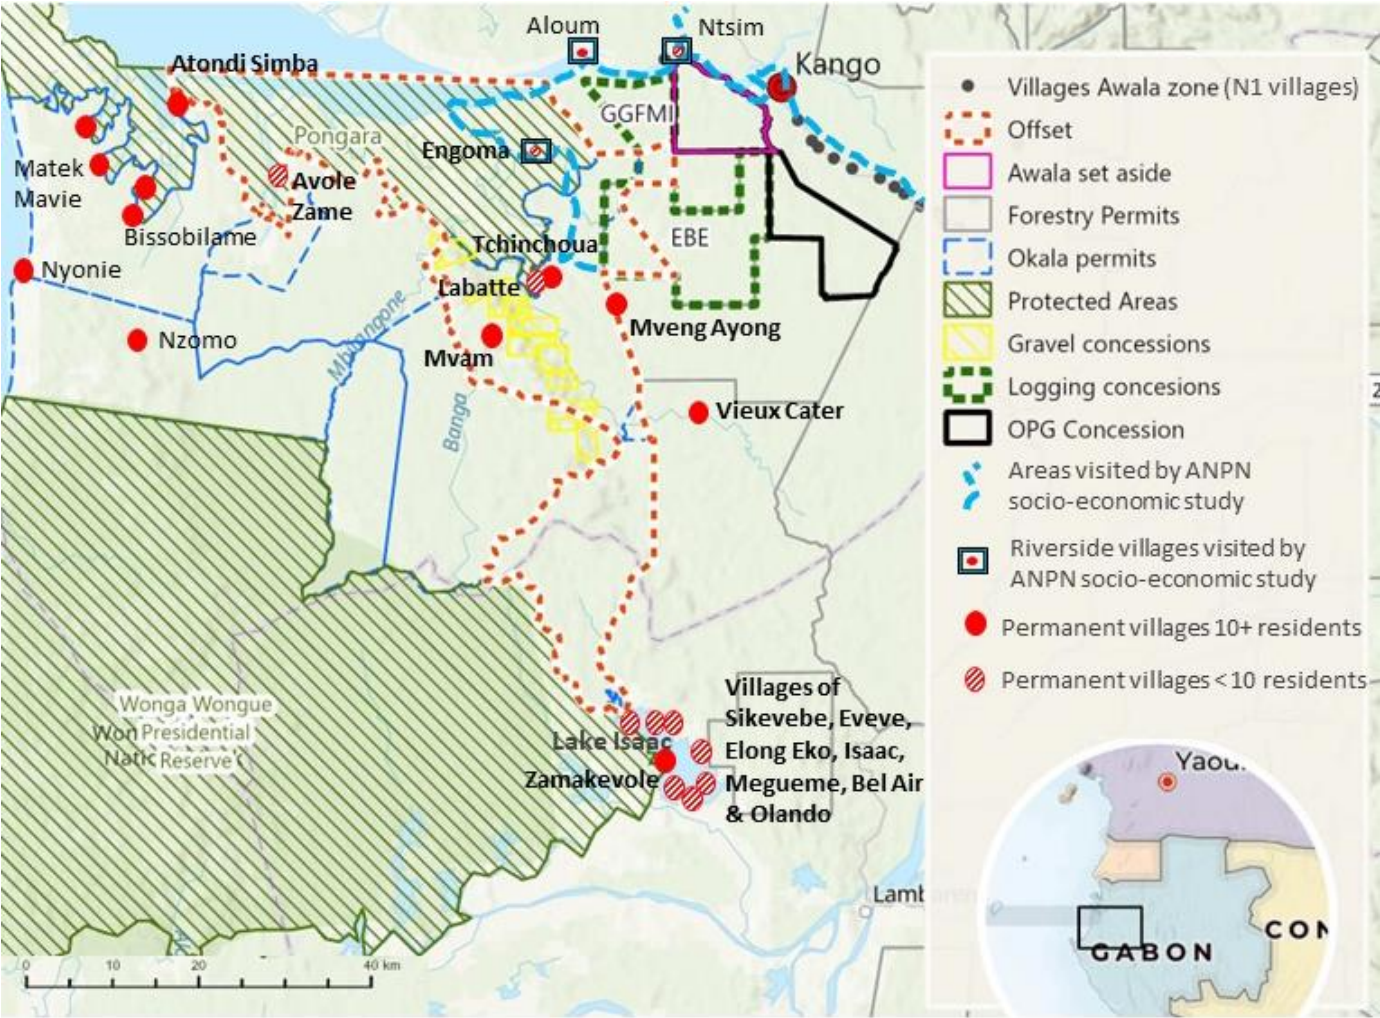 Aloum
Ntsim
Kango
Atondi Simba
GGFMI
Pongara
Engoma
Matek
Mavie
Avole
Zame
Bissobilame
Tchinchoua
EBE
Nyonie
Labatte
Mveng Ayong
Nzomo
Mbilangone
Mvam
Banga
Vieux Cater
Wonga Wongue
Presidential
Reserve
Lake Isaac
Zamakevole
Villages of
Sikevebe, Eveve,
Elong Eko, Isaac,
Megueme, Bel Air
& Olando
0 10 20 40 km
Villages Awala zone (N1 villages)
Offset
Awala set aside
Forestry Permits
Okala permits
Protected Areas
Gravel concessions
Logging concesions
OPG Concession
Areas visited by ANPN
socio-economic study
Riverside villages visited by
ANPN socio-economic study
Permanent villages 10+ residents
Permanent villages <10 residents
2
GABON
CON